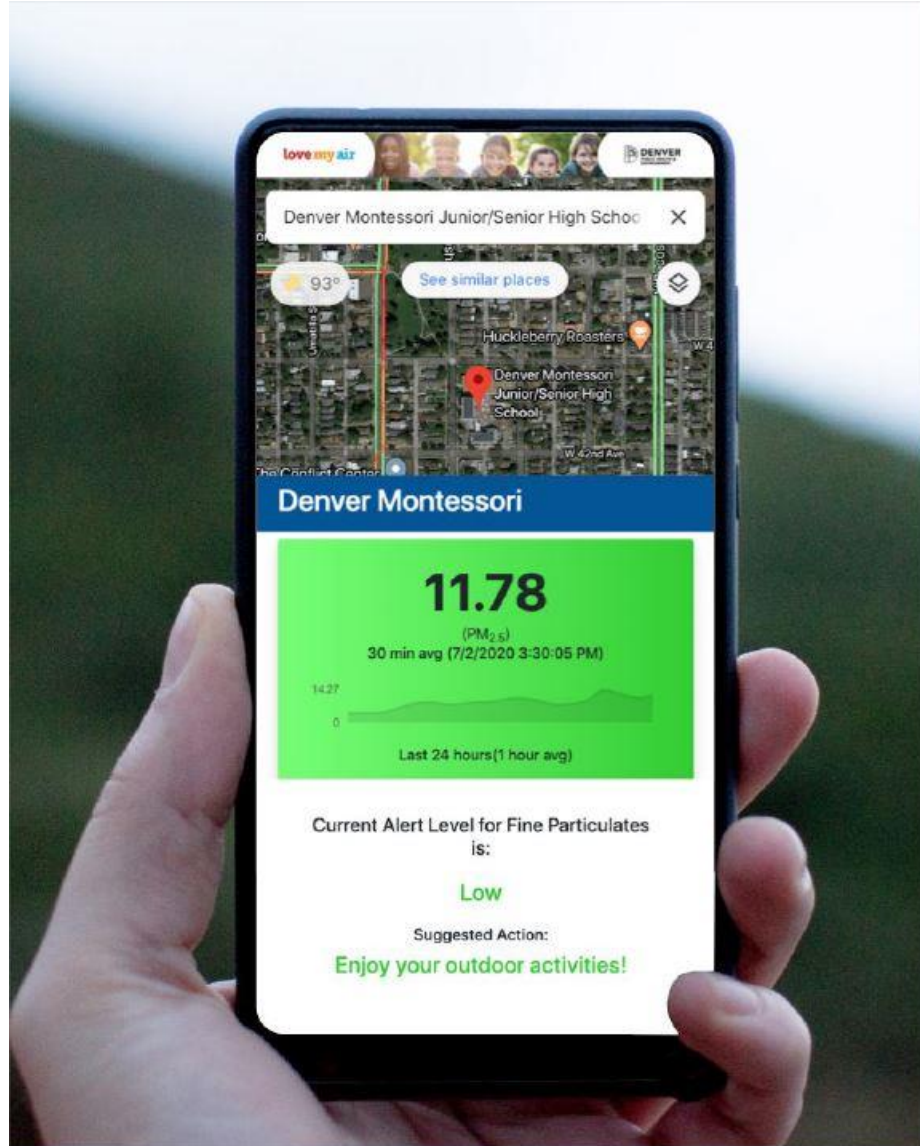 love my air
DENVER
PUBLIC HEALTH &
ENVIRONMENT
Denver Montessori Junior/Senior High Schoo
93°
See similar places
Huckleberry Roasters
Denver Montessori
Junior/Senior High
School
W 42nd Ave
The Conflict Center
Denver Montessori
11.78
(PM2.5)
30 min avg (7/2/2020 3:30:05 PM)
14.27
0
Last 24 hours(1 hour avg)
Current Alert Level for Fine Particulates
is:
Low
Suggested Action:
Enjoy your outdoor activities!